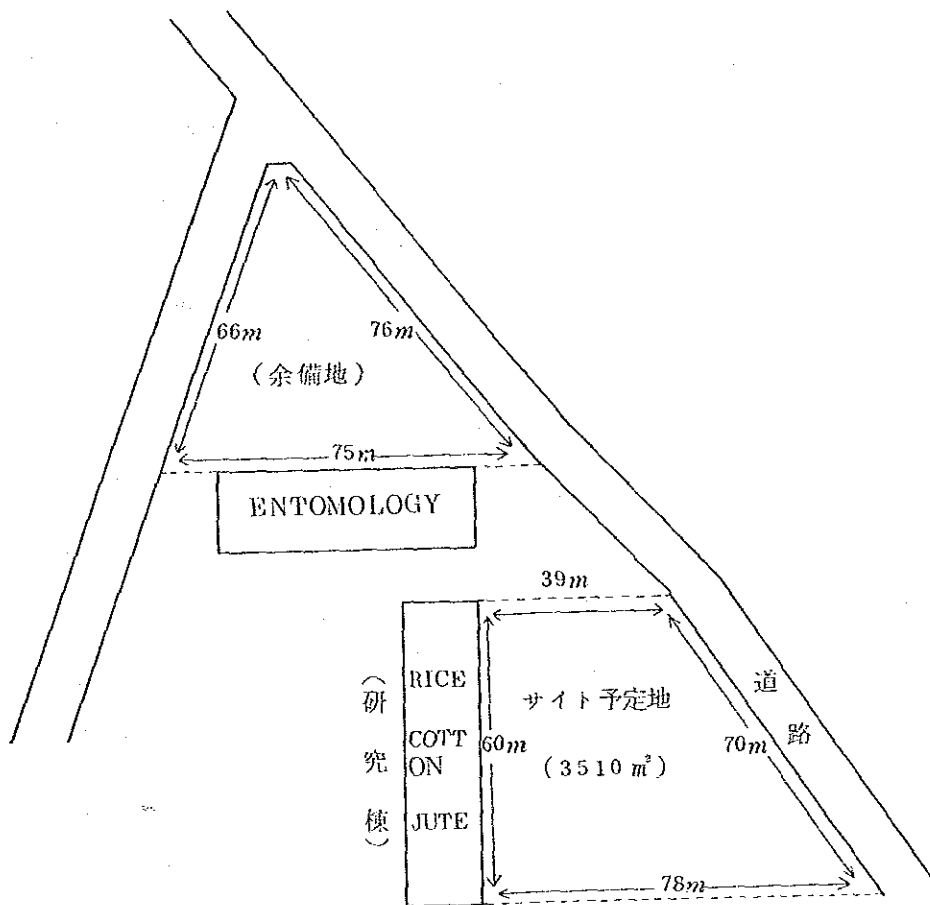 66m
76m
(余備地)
75m
ENTOMOLOGY
39m
(研究棟)
RICE
COTT
ON
JUTE
サイト予定地
(3510㎡)
60m
70m
道路
78m